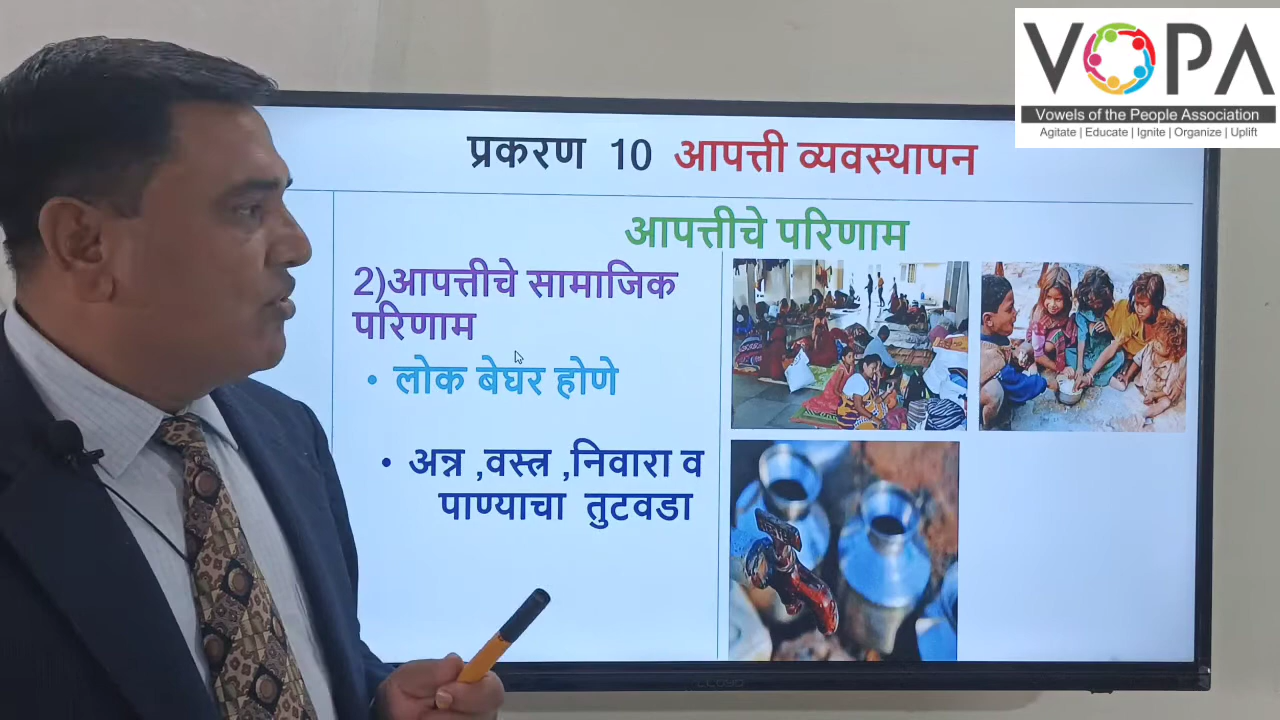 VOPA
Vowels of the People Association
Agitate | Educate | Ignite | Organize | Uplift
प्रकरण 10 आपत्ती व्यवस्थापन
आपत्तीचे परिणाम
2)आपत्तीचे सामाजिक
परिणाम
• लोक बेघर होणे
• अन्न ,वस्त्र ,निवारा व
पाण्याचा तुटवडा